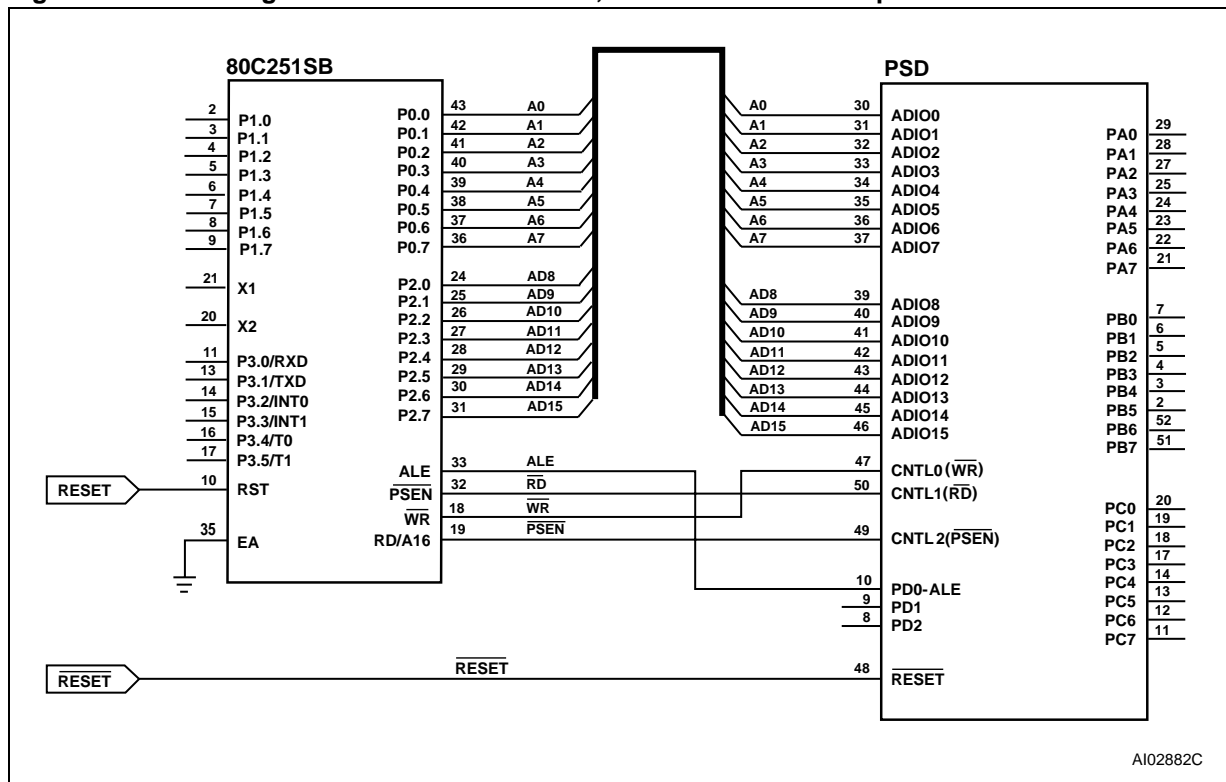 80C251SB
2 P1.0
3 P1.1
4 P1.2
5 P1.3
6 P1.4
7 P1.5
8 P1.6
9 P1.7
21 X1
20 X2
11 P3.0/RXD
13 P3.1/TXD
14 P3.2/INT0
15 P3.3/INT1
16 P3.4/T0
17 P3.5/T1
RESET 10 RST
35 EA
P0.0 43 A0
P0.1 42 A1
P0.2 41 A2
P0.3 40 A3
P0.4 39 A4
P0.5 38 A5
P0.6 37 A6
P0.7 36 A7
P2.0 24 AD8
P2.1 25 AD9
P2.2 26 AD10
P2.3 27 AD11
P2.4 28 AD12
P2.5 29 AD13
P2.6 30 AD14
P2.7 31 AD15
ALE 33 ALE
PSEN 32 RD
WR 18 WR
RD/A16 19 PSEN
PSD
A0 30 ADIO0
A1 31 ADIO1
A2 32 ADIO2
A3 33 ADIO3
A4 34 ADIO4
A5 35 ADIO5
A6 36 ADIO6
A7 37 ADIO7
AD8 39 ADIO8
AD9 40 ADIO9
AD10 41 ADIO10
AD11 42 ADIO11
AD12 43 ADIO12
AD13 44 ADIO13
AD14 45 ADIO14
AD15 46 ADIO15
47 CNTL0(WR)
50 CNTL1(RD)
49 CNTL2(PSEN)
10 PD0-ALE
9 PD1
8 PD2
RESET RESET 48 RESET
PA0 29
PA1 28
PA2 27
PA3 25
PA4 24
PA5 23
PA6 22
PA7 21
PB0 7
PB1 6
PB2 5
PB3 4
PB4 3
PB5 2
PB6 52
PB7 51
PC0 20
PC1 19
PC2 18
PC3 17
PC4 14
PC5 13
PC6 12
PC7 11
AI02882C